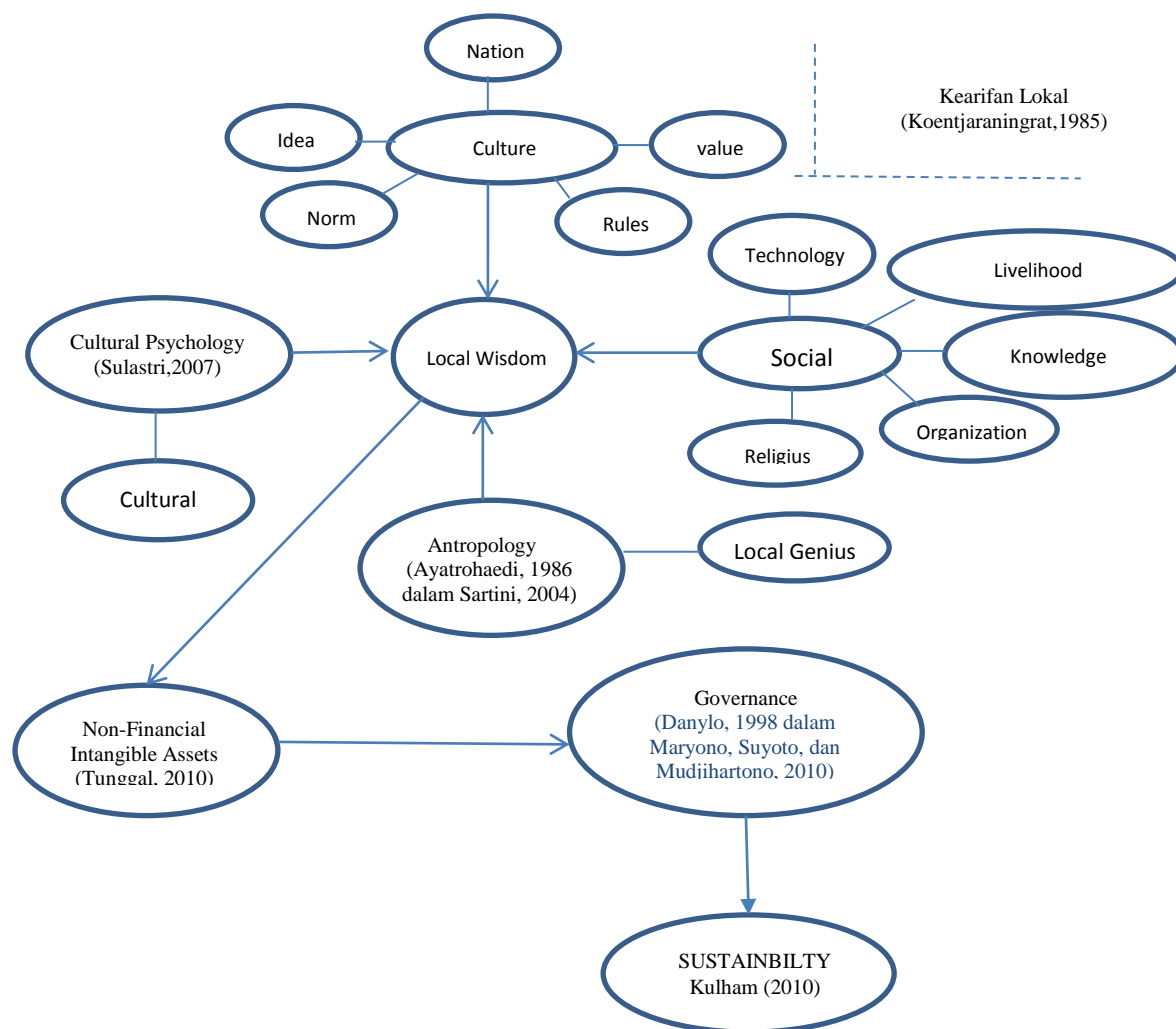 Nation
Kearifan Lokal
(Koentjaraningrat,1985)
Idea
Culture
value
Norm
Rules
Technology
Livelihood
Cultural Psychology
(Sulastri,2007)
Local Wisdom
Social
Knowledge
Organization
Religius
Cultural
Antropology
(Ayatrohaedi, 1986
dalam Sartini, 2004)
Local Genius
Non-Financial
Intangible Assets
(Tunggal, 2010)
Governance
(Danylo, 1998 dalam
Maryono, Suyoto, dan
Mudjihartono, 2010)
SUSTAINBILTY
Kulham (2010)